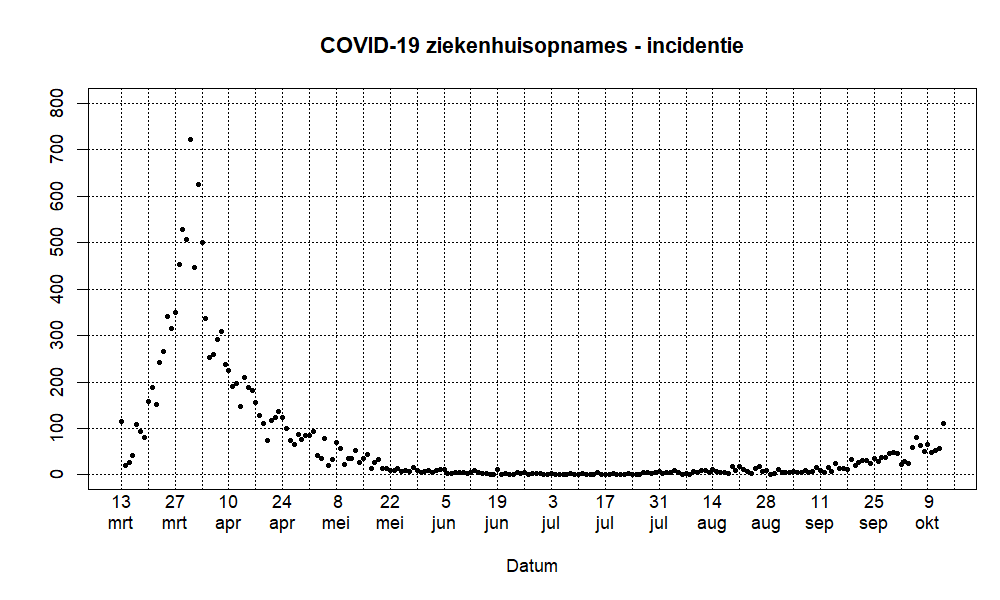 COVID-19 ziekenhuisopnames - incidentie
800
700
600
500
400
300
200
100
0
13 27 10 24 8 22 5 19 3 17 31 14 28 11 25 9
mrt mrt apr apr mei mei jun jun jul jul jul aug aug sep sep okt
Datum